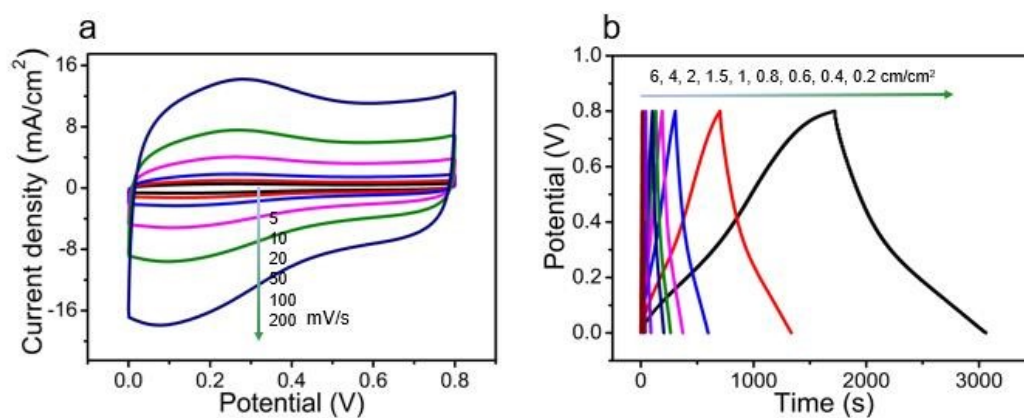 a
Current density (mA/cm²)
16
8
0
-8
-16
5
10
20
50
100
200 mV/s
0.0 0.2 0.4 0.6 0.8
Potential (V)
b
Potential (V)
1.0
0.8
0.6
0.4
0.2
0.0
6, 4, 2, 1.5, 1, 0.8, 0.6, 0.4, 0.2 cm/cm²
0 1000 2000 3000
Time (s)